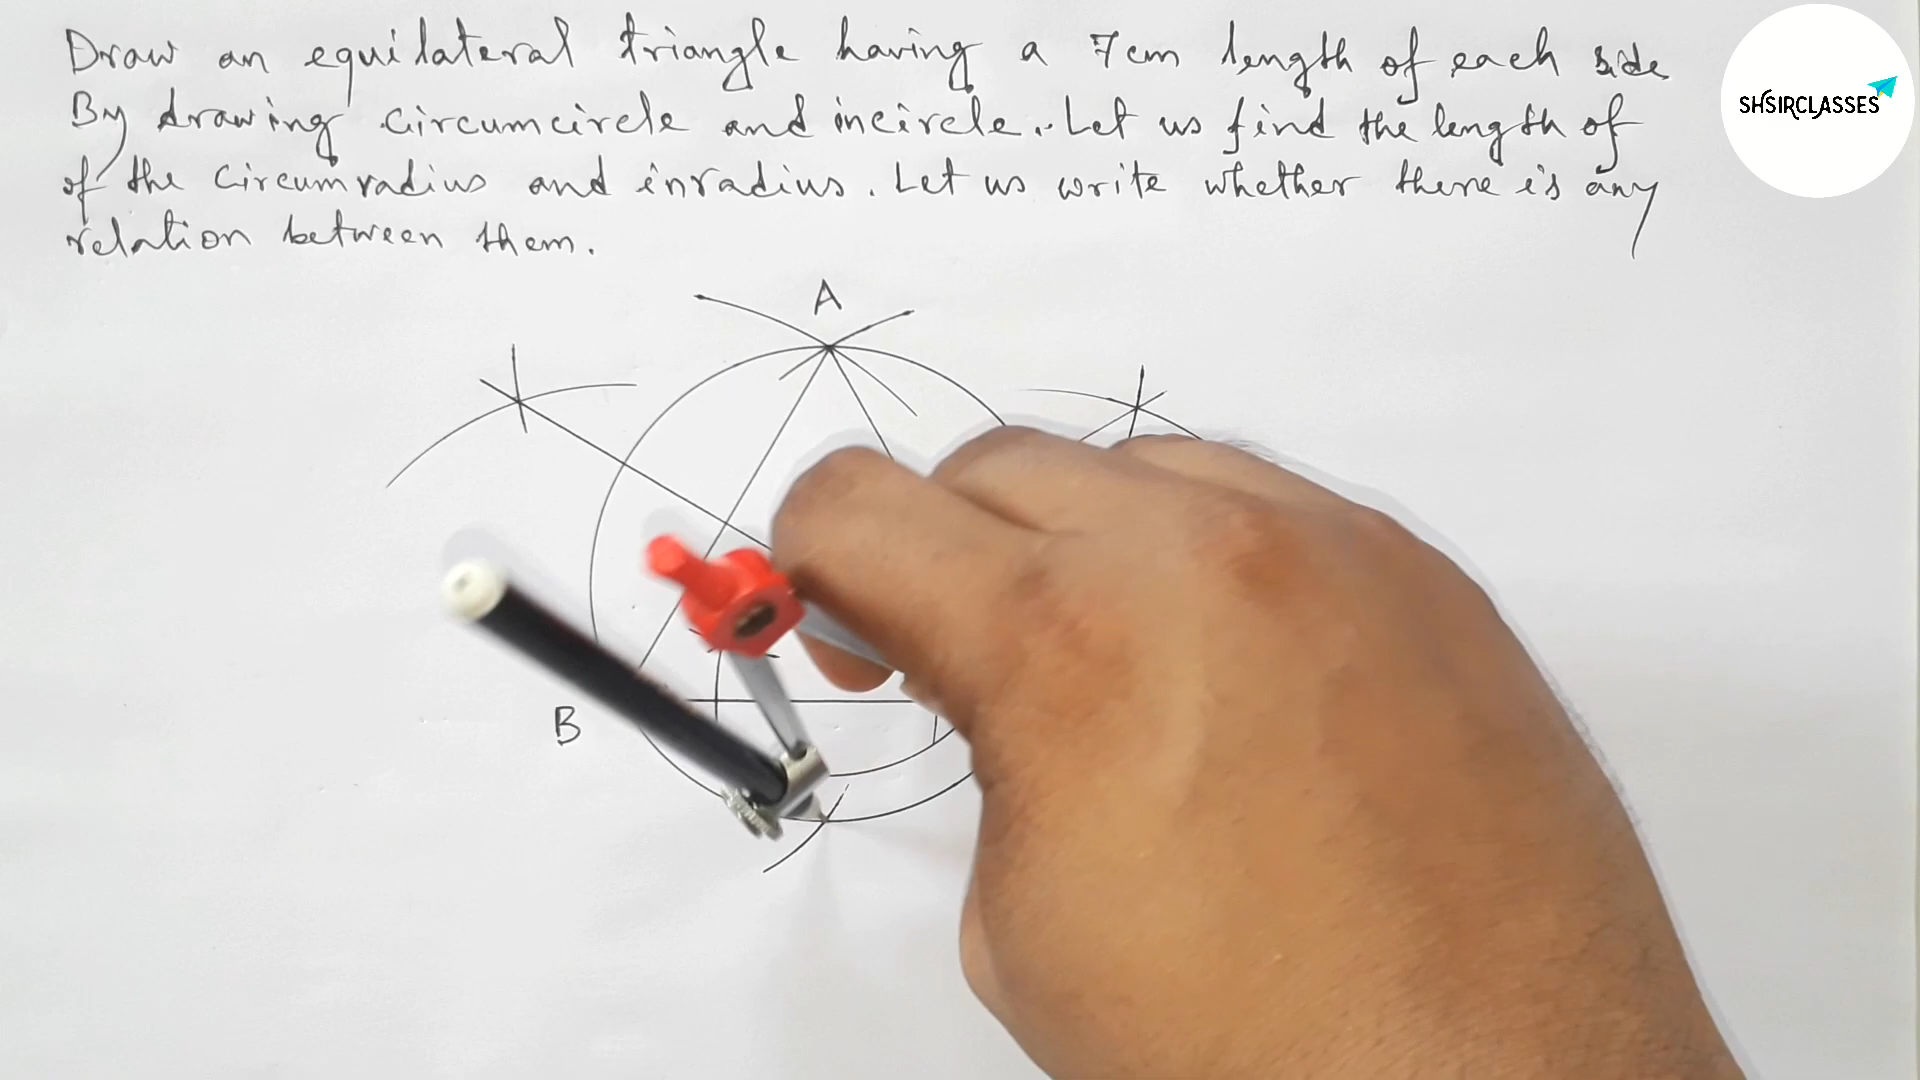 Draw an equilateral triangle having a 7cm length of each side
By drawing circumcircle and incircle. Let us find the length of
of the circumradius and inradius. Let us write whether there is any
relation between them.
SHSIRCLASSES
A
B